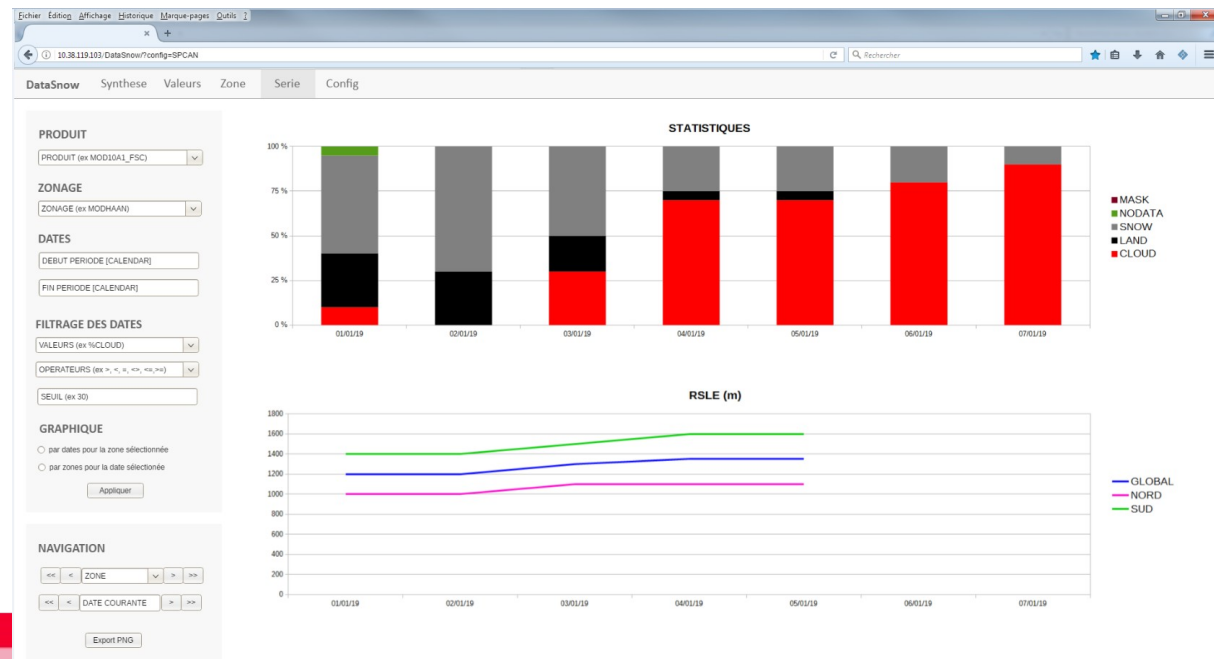 Fichier Édition Affichage Historique Marque-pages Outils ?
× +
10.38.119.103/DataSnow/?config=SPCAN
Rechercher
DataSnow Synthese Valeurs Zone Serie Config
PRODUIT
PRODUIT (ex MOD10A1_FSC)
ZONAGE
ZONAGE (ex MODHAAN)
DATES
DEBUT PERIODE [CALENDAR]
FIN PERIODE [CALENDAR]
FILTRAGE DES DATES
VALEURS (ex %CLOUD)
OPERATEURS (ex >, <, =, <>, <=,>=)
SEUIL (ex 30)
GRAPHIQUE
par dates pour la zone sélectionnée
par zones pour la date sélectionée
Appliquer
NAVIGATION
<< < ZONE > >>
<< < DATE COURANTE > >>
Export PNG
STATISTIQUES
100 %
75 %
50 %
25 %
0 %
01/01/19 02/01/19 03/01/19 04/01/19 05/01/19 06/01/19 07/01/19
MASK
NODATA
SNOW
LAND
CLOUD
RSLE (m)
1800
1600
1400
1200
1000
800
600
400
200
0
01/01/19 02/01/19 03/01/19 04/01/19 05/01/19 06/01/19 07/01/19
GLOBAL
NORD
SUD